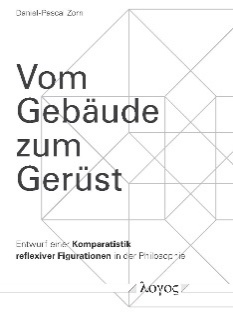 Daniel-Pascal Zorn
Vom
Gebäude
zum
Gerüst
Entwurf einer Komparatistik
reflexiver Figurationen in der Philosophie
λογος